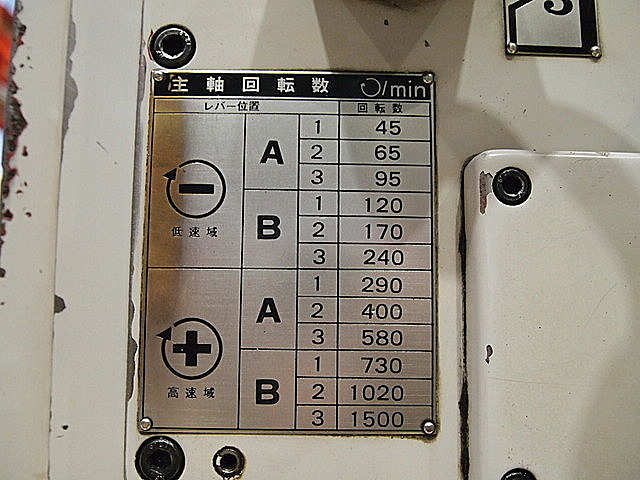 主軸回転数 /min
レバー位置 回転数
A 1 45
2 65
3 95
低速域
B 1 120
2 170
3 240
A 1 290
2 400
3 580
高速域
B 1 730
2 1020
3 1500